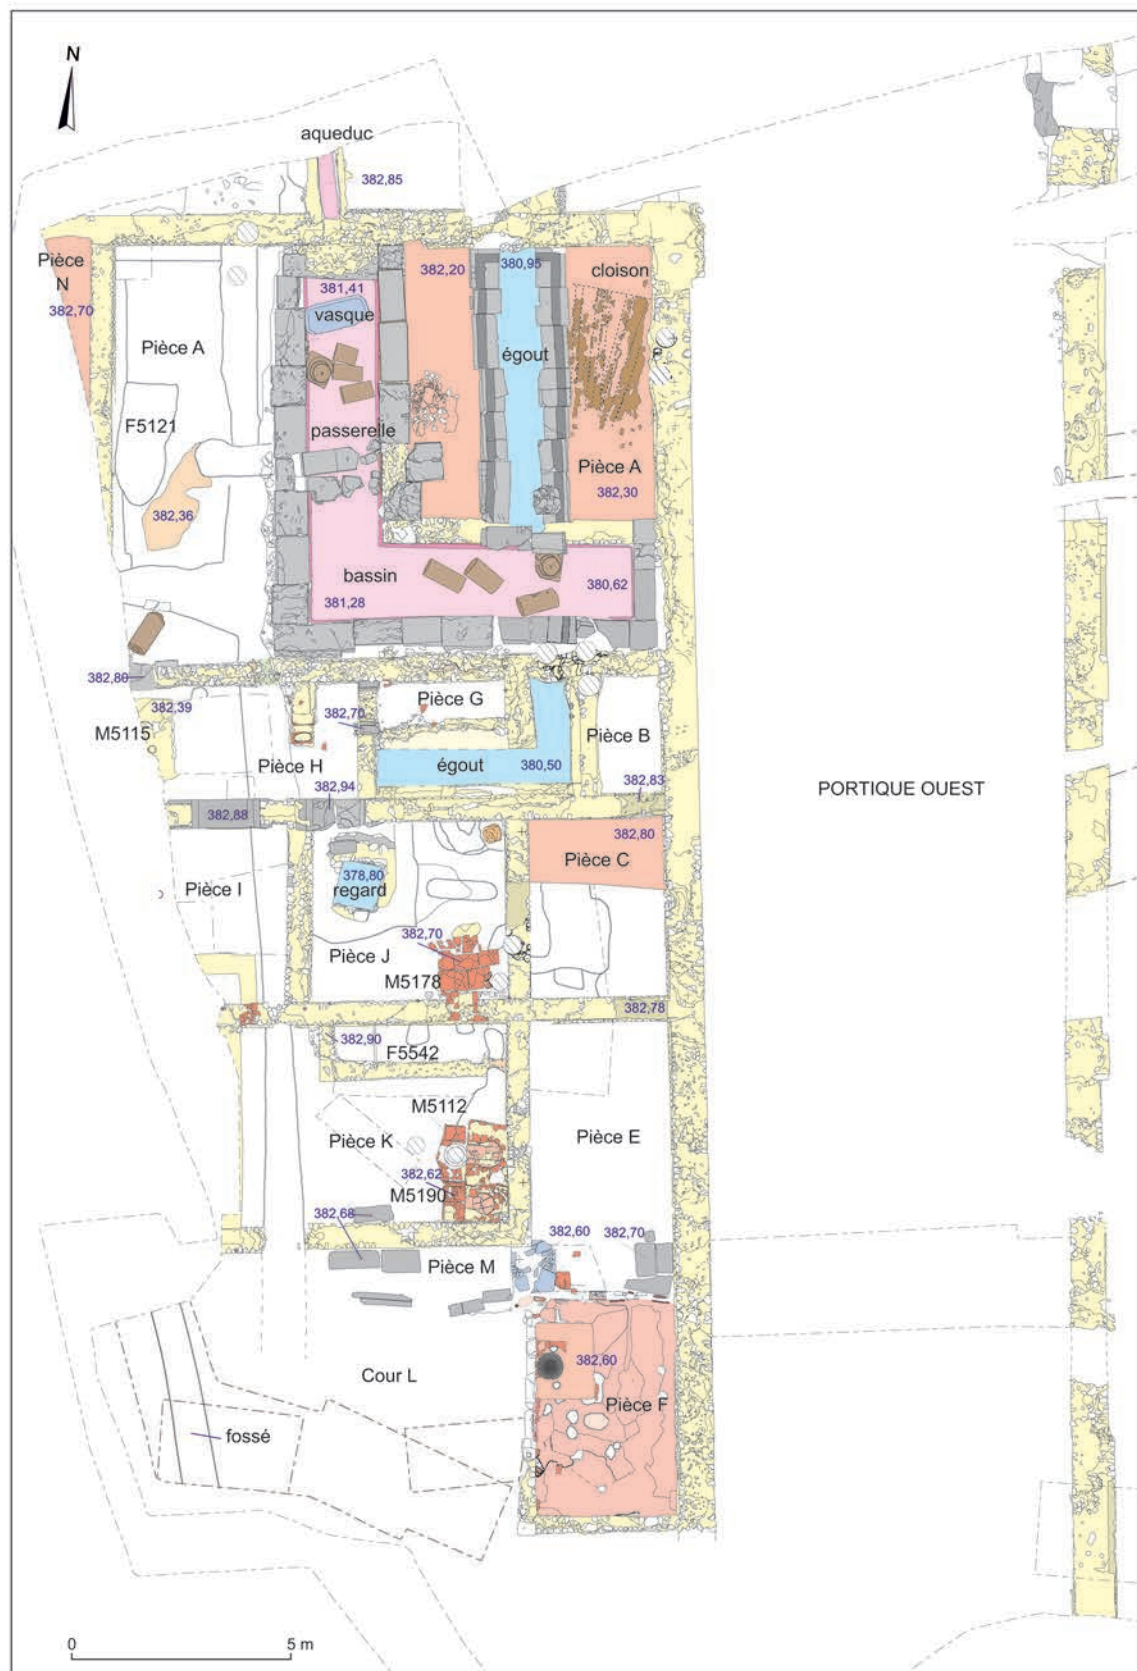 N
aqueduc
382,85
Pièce
N
382,70
Pièce A
F5121
382,36
381,41
vasque
passerelle
382,20
380,95
égout
cloison
Pièce A
382,30
bassin
381,28
380,62
382,80
382,39
M5115
Pièce H
382,70
Pièce G
égout
380,50
Pièce B
382,83
382,94
382,88
PORTIQUE OUEST
Pièce I
378,80
regard
382,80
Pièce C
382,70
Pièce J
M5178
382,78
382,90
F5542
M5112
Pièce K
382,62
M5190
Pièce E
382,68
Pièce M
382,60
382,70
Cour L
382,60
Pièce F
fossé
0
5 m